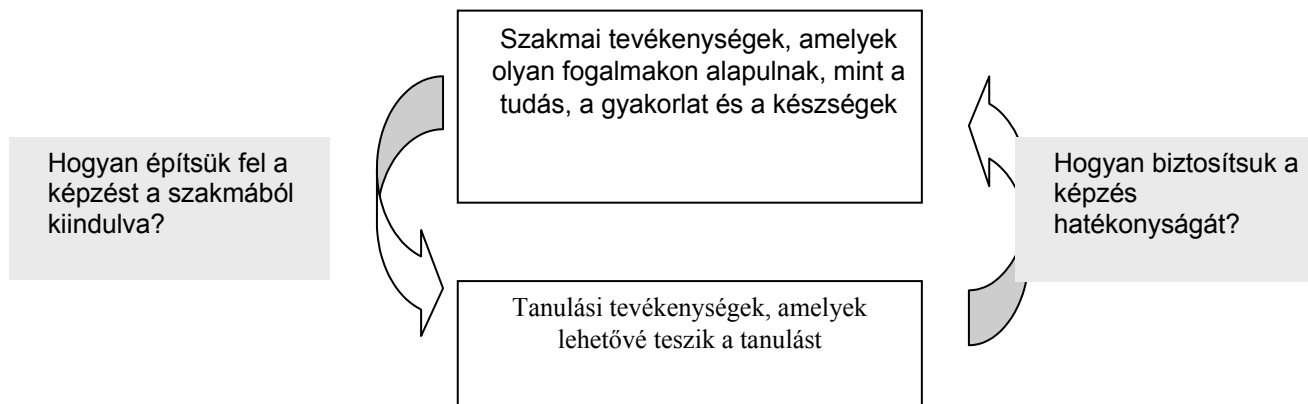 Szakmai tevékenységek, amelyek
olyan fogalmakon alapulnak, mint a
tudás, a gyakorlat és a készségek
Hogyan építsük fel a
képzést a szakmából
kiindulva?
Hogyan biztosítsuk a
képzés
hatékonyságát?
Tanulási tevékenységek, amelyek
lehetővé teszik a tanulást